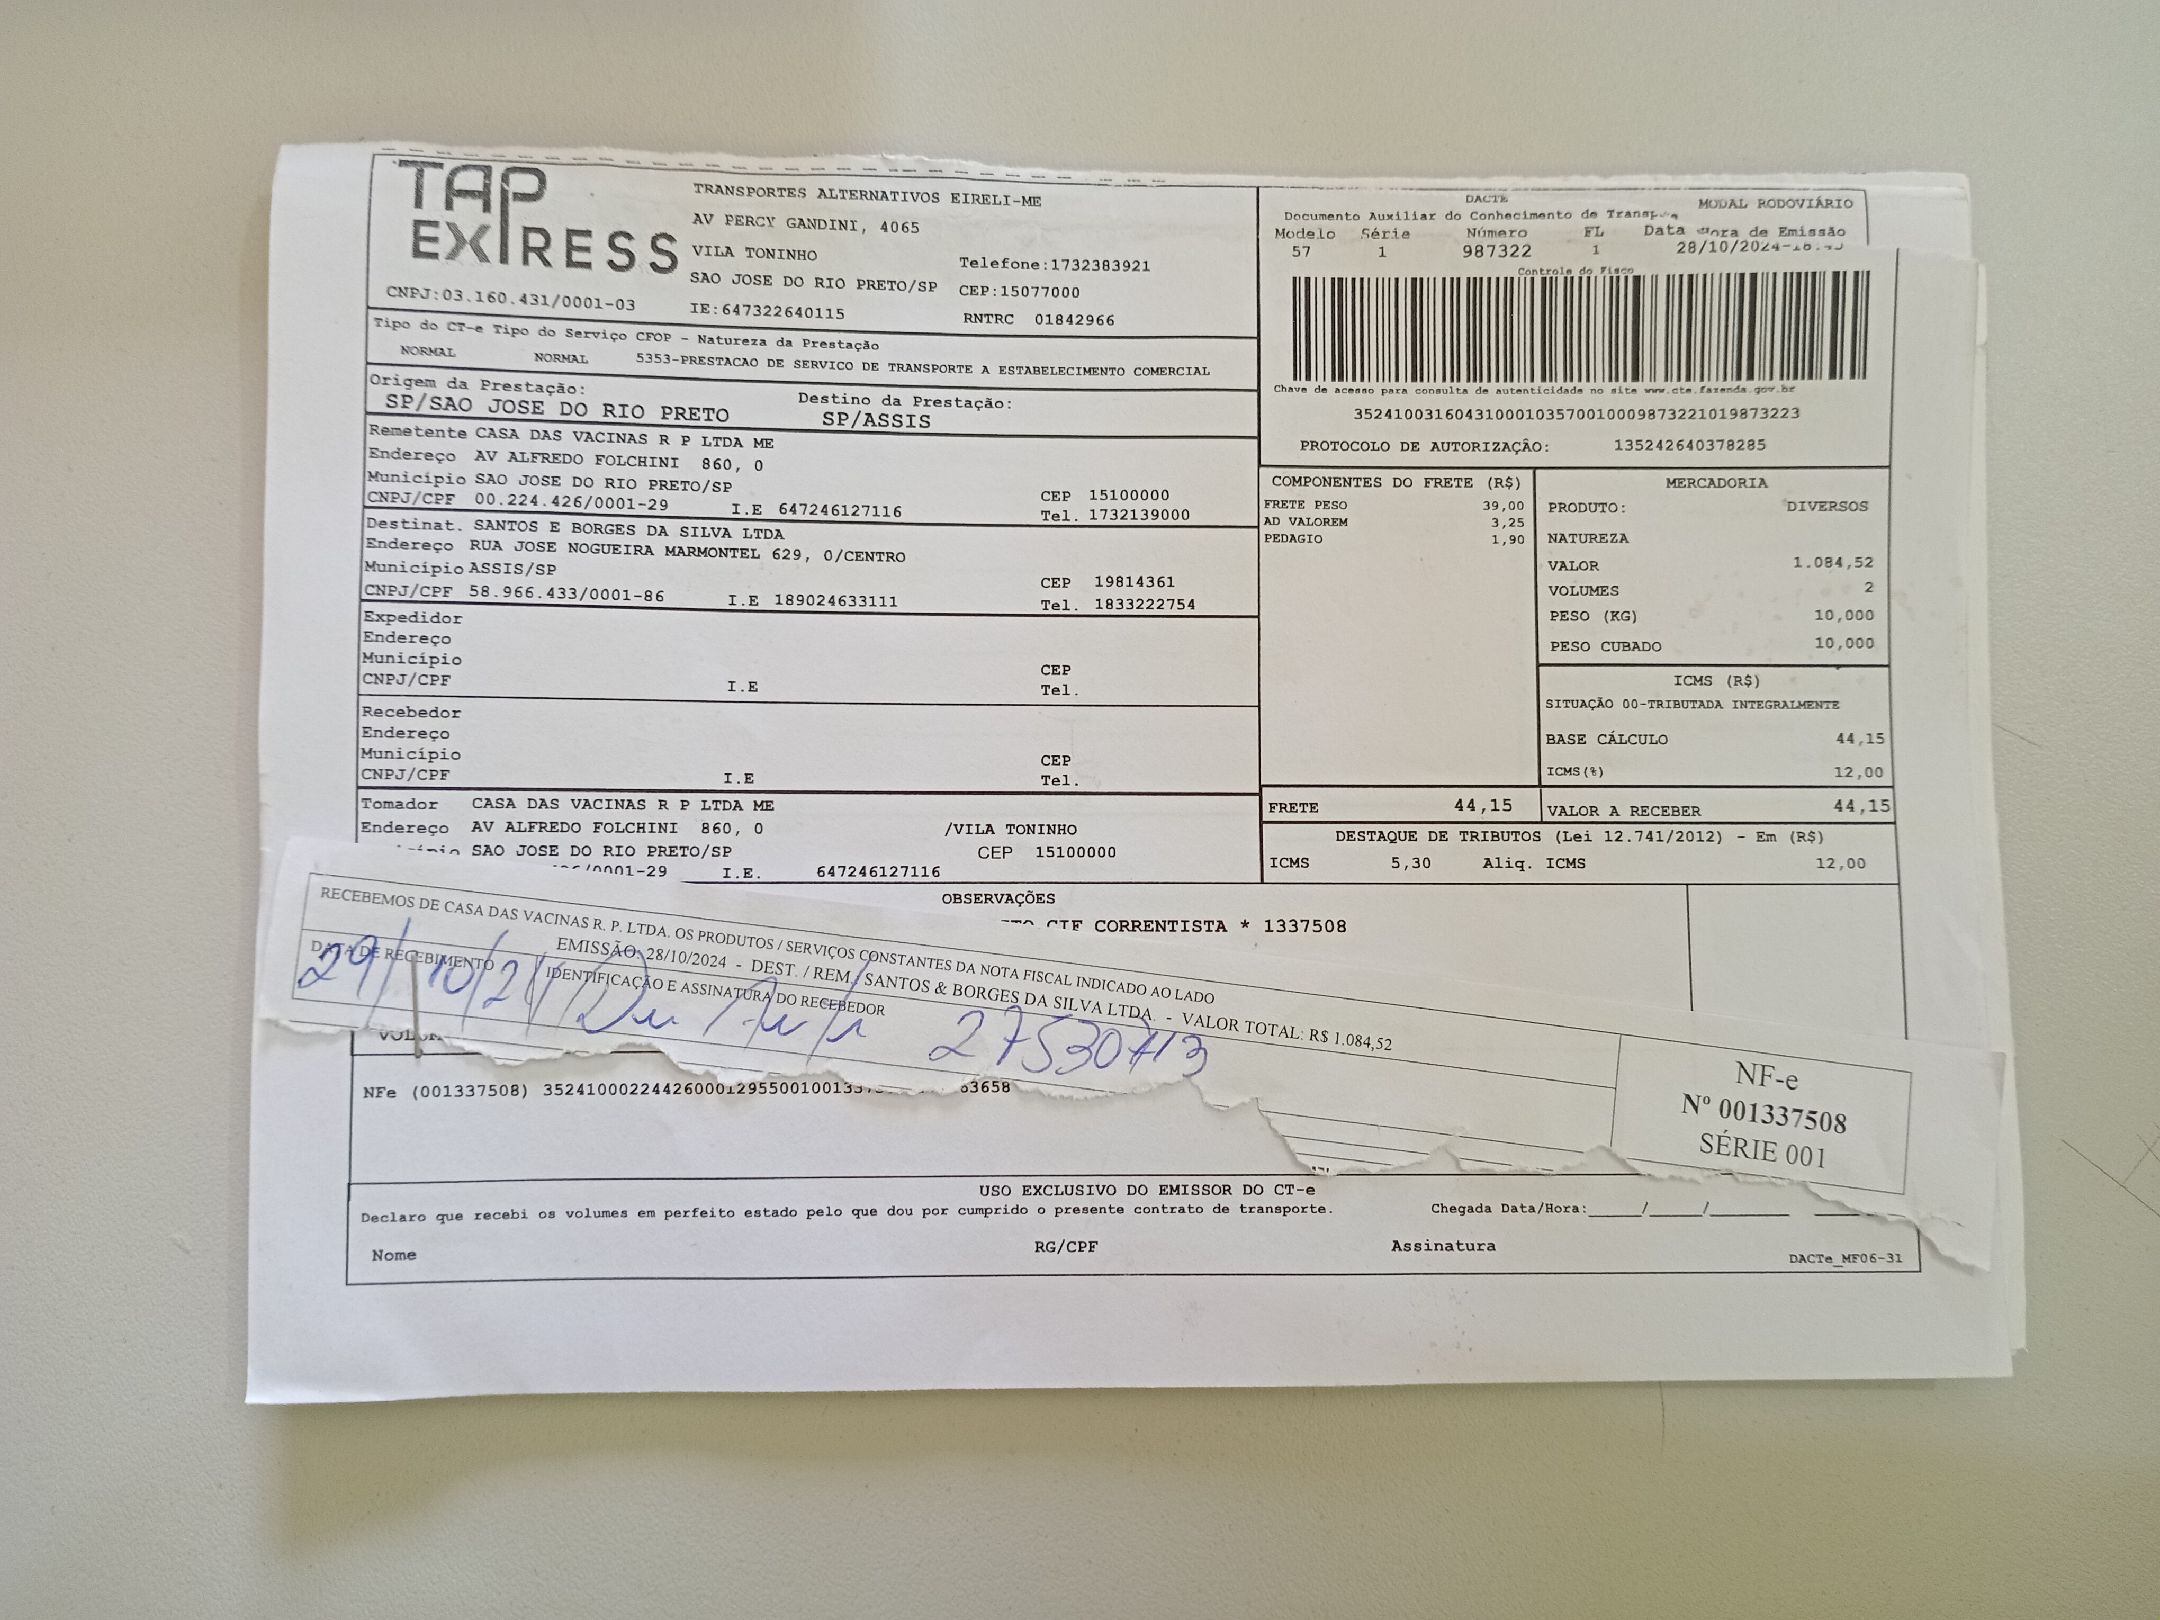 TAP EXPRESS
TRANSPORTES ALTERNATIVOS EIRELI-ME
AV PERCY GANDINI, 4065
VILA TONINHO
Telefone:1732383921
SAO JOSE DO RIO PRETO/SP CEP:15077000
CNPJ:03.160.431/0001-03 IE:647322640115 RNTRC 01842966
Tipo do CT-e Tipo do Serviço CFOP - Natureza da Prestação
NORMAL NORMAL 5353-PRESTACAO DE SERVICO DE TRANSPORTE A ESTABELECIMENTO COMERCIAL
Origem da Prestação: Destino da Prestação:
SP/SAO JOSE DO RIO PRETO SP/ASSIS
Remetente CASA DAS VACINAS R P LTDA ME
Endereço AV ALFREDO FOLCHINI 860, 0
Município SAO JOSE DO RIO PRETO/SP CEP 15100000
CNPJ/CPF 00.224.426/0001-29 I.E 647246127116 Tel. 1732139000
Destinat. SANTOS E BORGES DA SILVA LTDA
Endereço RUA JOSE NOGUEIRA MARMONTEL 629, 0/CENTRO
Município ASSIS/SP CEP 19814361
CNPJ/CPF 58.966.433/0001-86 I.E 189024633111 Tel. 1833222754
Expedidor
Endereço
Município CEP
CNPJ/CPF I.E Tel.
Recebedor
Endereço
Município CEP
CNPJ/CPF I.E Tel.
Tomador CASA DAS VACINAS R P LTDA ME
Endereço AV ALFREDO FOLCHINI 860, 0 /VILA TONINHO
SAO JOSE DO RIO PRETO/SP CEP 15100000
/0001-29 I.E. 647246127116
DACTE MODAL RODOVIÁRIO
Documento Auxiliar do Conhecimento de
Modelo Série Número FL Data Hora de Emissão
57 1 987322 1 28/10/2024
Controle do Fisco
Chave de acesso para consulta de autenticidade no site www.cte.fazenda.gov.br
35241003160431000103570010009873221019873223
PROTOCOLO DE AUTORIZAÇÃO: 135242640378285
COMPONENTES DO FRETE (R$)
FRETE PESO 39,00
AD VALOREM 3,25
PEDAGIO 1,90
MERCADORIA
PRODUTO: DIVERSOS
NATUREZA
VALOR 1.084,52
VOLUMES 2
PESO (KG) 10,000
PESO CUBADO 10,000
ICMS (R$)
SITUAÇÃO 00-TRIBUTADA INTEGRALMENTE
BASE CÁLCULO 44,15
ICMS(%) 12,00
FRETE 44,15 VALOR A RECEBER 44,15
DESTAQUE DE TRIBUTOS (Lei 12.741/2012) - Em (R$)
ICMS 5,30 Aliq. ICMS 12,00
OBSERVAÇÕES
CIF CORRENTISTA * 1337508
RECEBEMOS DE CASA DAS VACINAS R. P. LTDA. OS PRODUTOS / SERVIÇOS CONSTANTES DA NOTA FISCAL INDICADO AO LADO
EMISSÃO: 28/10/2024 - DEST. / REM.: SANTOS & BORGES DA SILVA LTDA. - VALOR TOTAL: R$ 1.084,52
DATA DE RECEBIMENTO IDENTIFICAÇÃO E ASSINATURA DO RECEBEDOR
29/10/24
NF-e
Nº 001337508
SÉRIE 001
NFe (001337508)
USO EXCLUSIVO DO EMISSOR DO CT-e
Declaro que recebi os volumes em perfeito estado pelo que dou por cumprido o presente contrato de transporte. Chegada Data/Hora:_____/_____/________
Nome RG/CPF Assinatura
DACTe_MF06-31